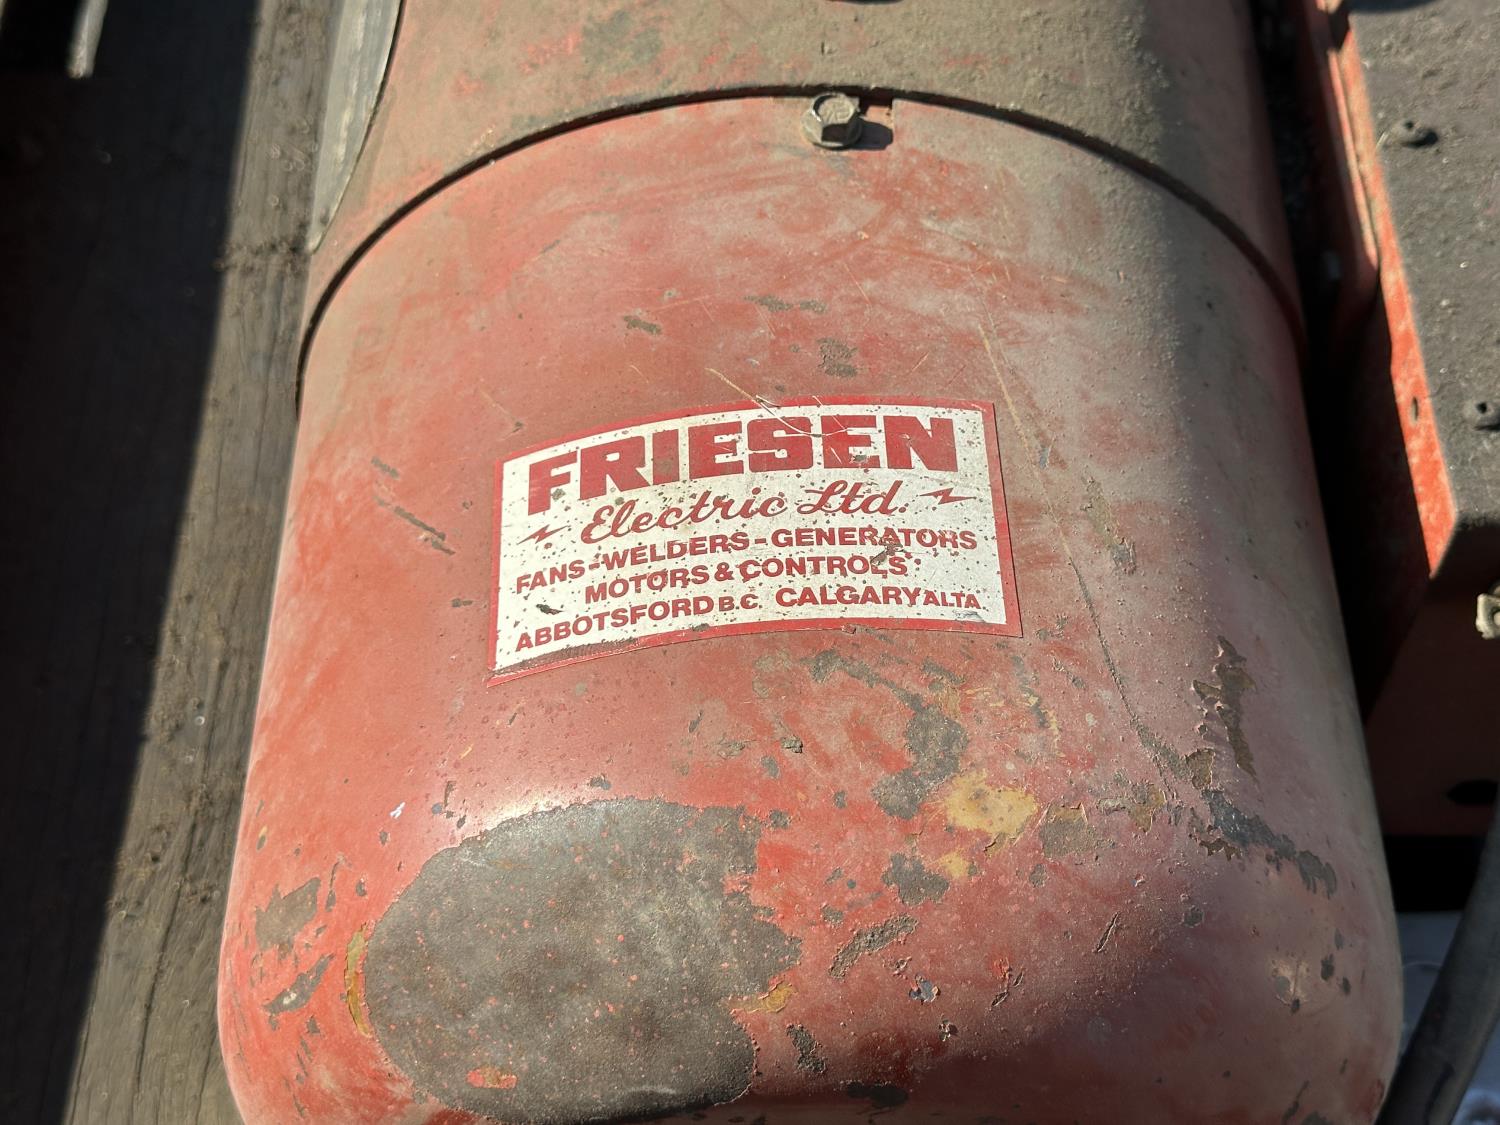 FRIESEN
Electric Ltd.
FANS-WELDERS-GENERATORS
MOTORS & CONTROLS
ABBOTSFORD B.C. CALGARY ALTA.